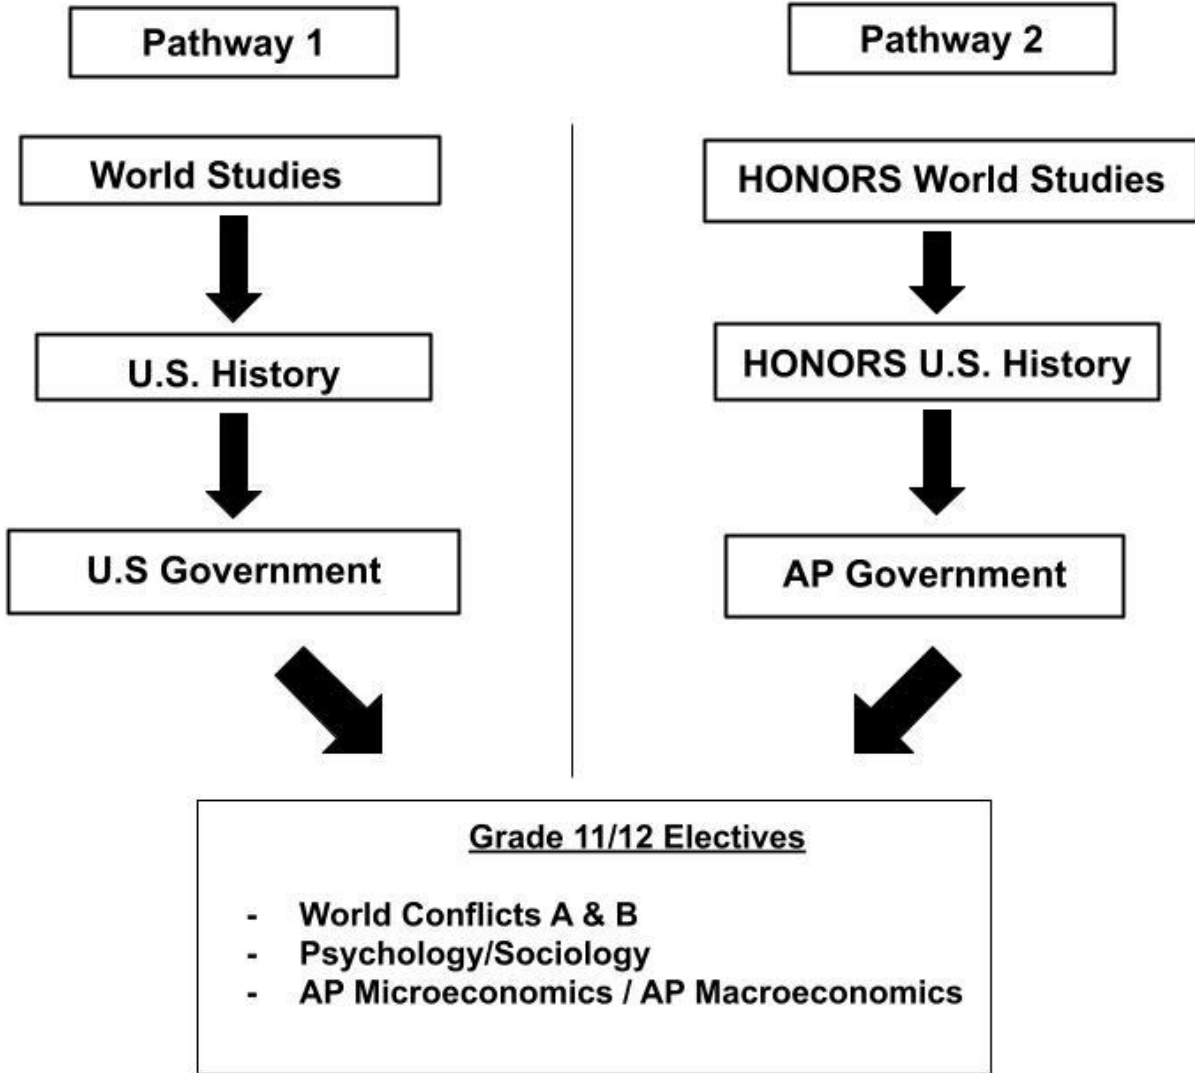 Pathway 1
Pathway 2
World Studies
HONORS World Studies
U.S. History
HONORS U.S. History
U.S Government
AP Government
Grade 11/12 Electives
- World Conflicts A & B
- Psychology/Sociology
- AP Microeconomics / AP Macroeconomics